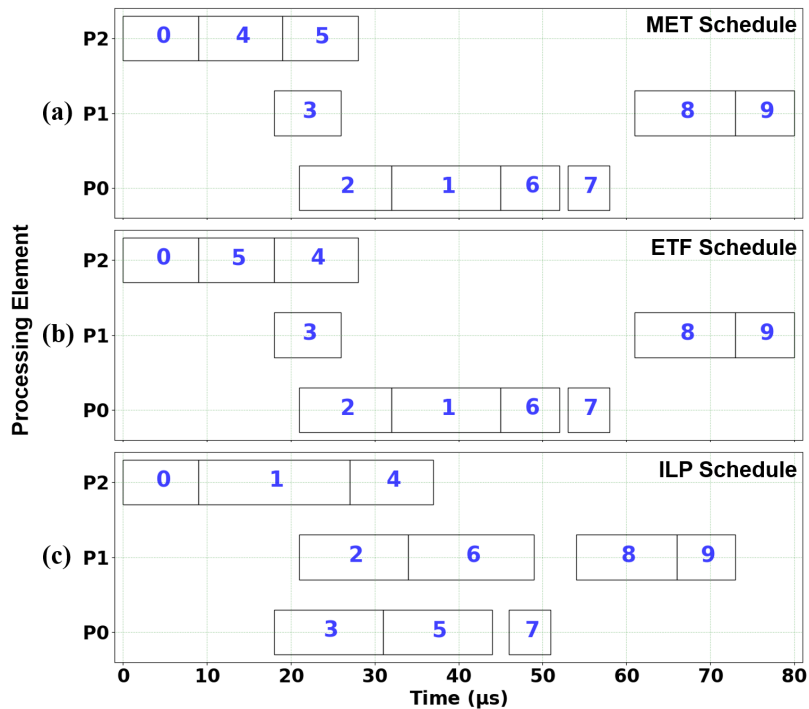 MET Schedule
P2 0 4 5
(a) P1 3 8 9
P0 2 1 6 7
ETF Schedule
P2 0 5 4
(b) P1 3 8 9
P0 2 1 6 7
ILP Schedule
P2 0 1 4
(c) P1 2 6 8 9
P0 3 5 7
0 10 20 30 40 50 60 70 80
Time (μs)
Processing Element